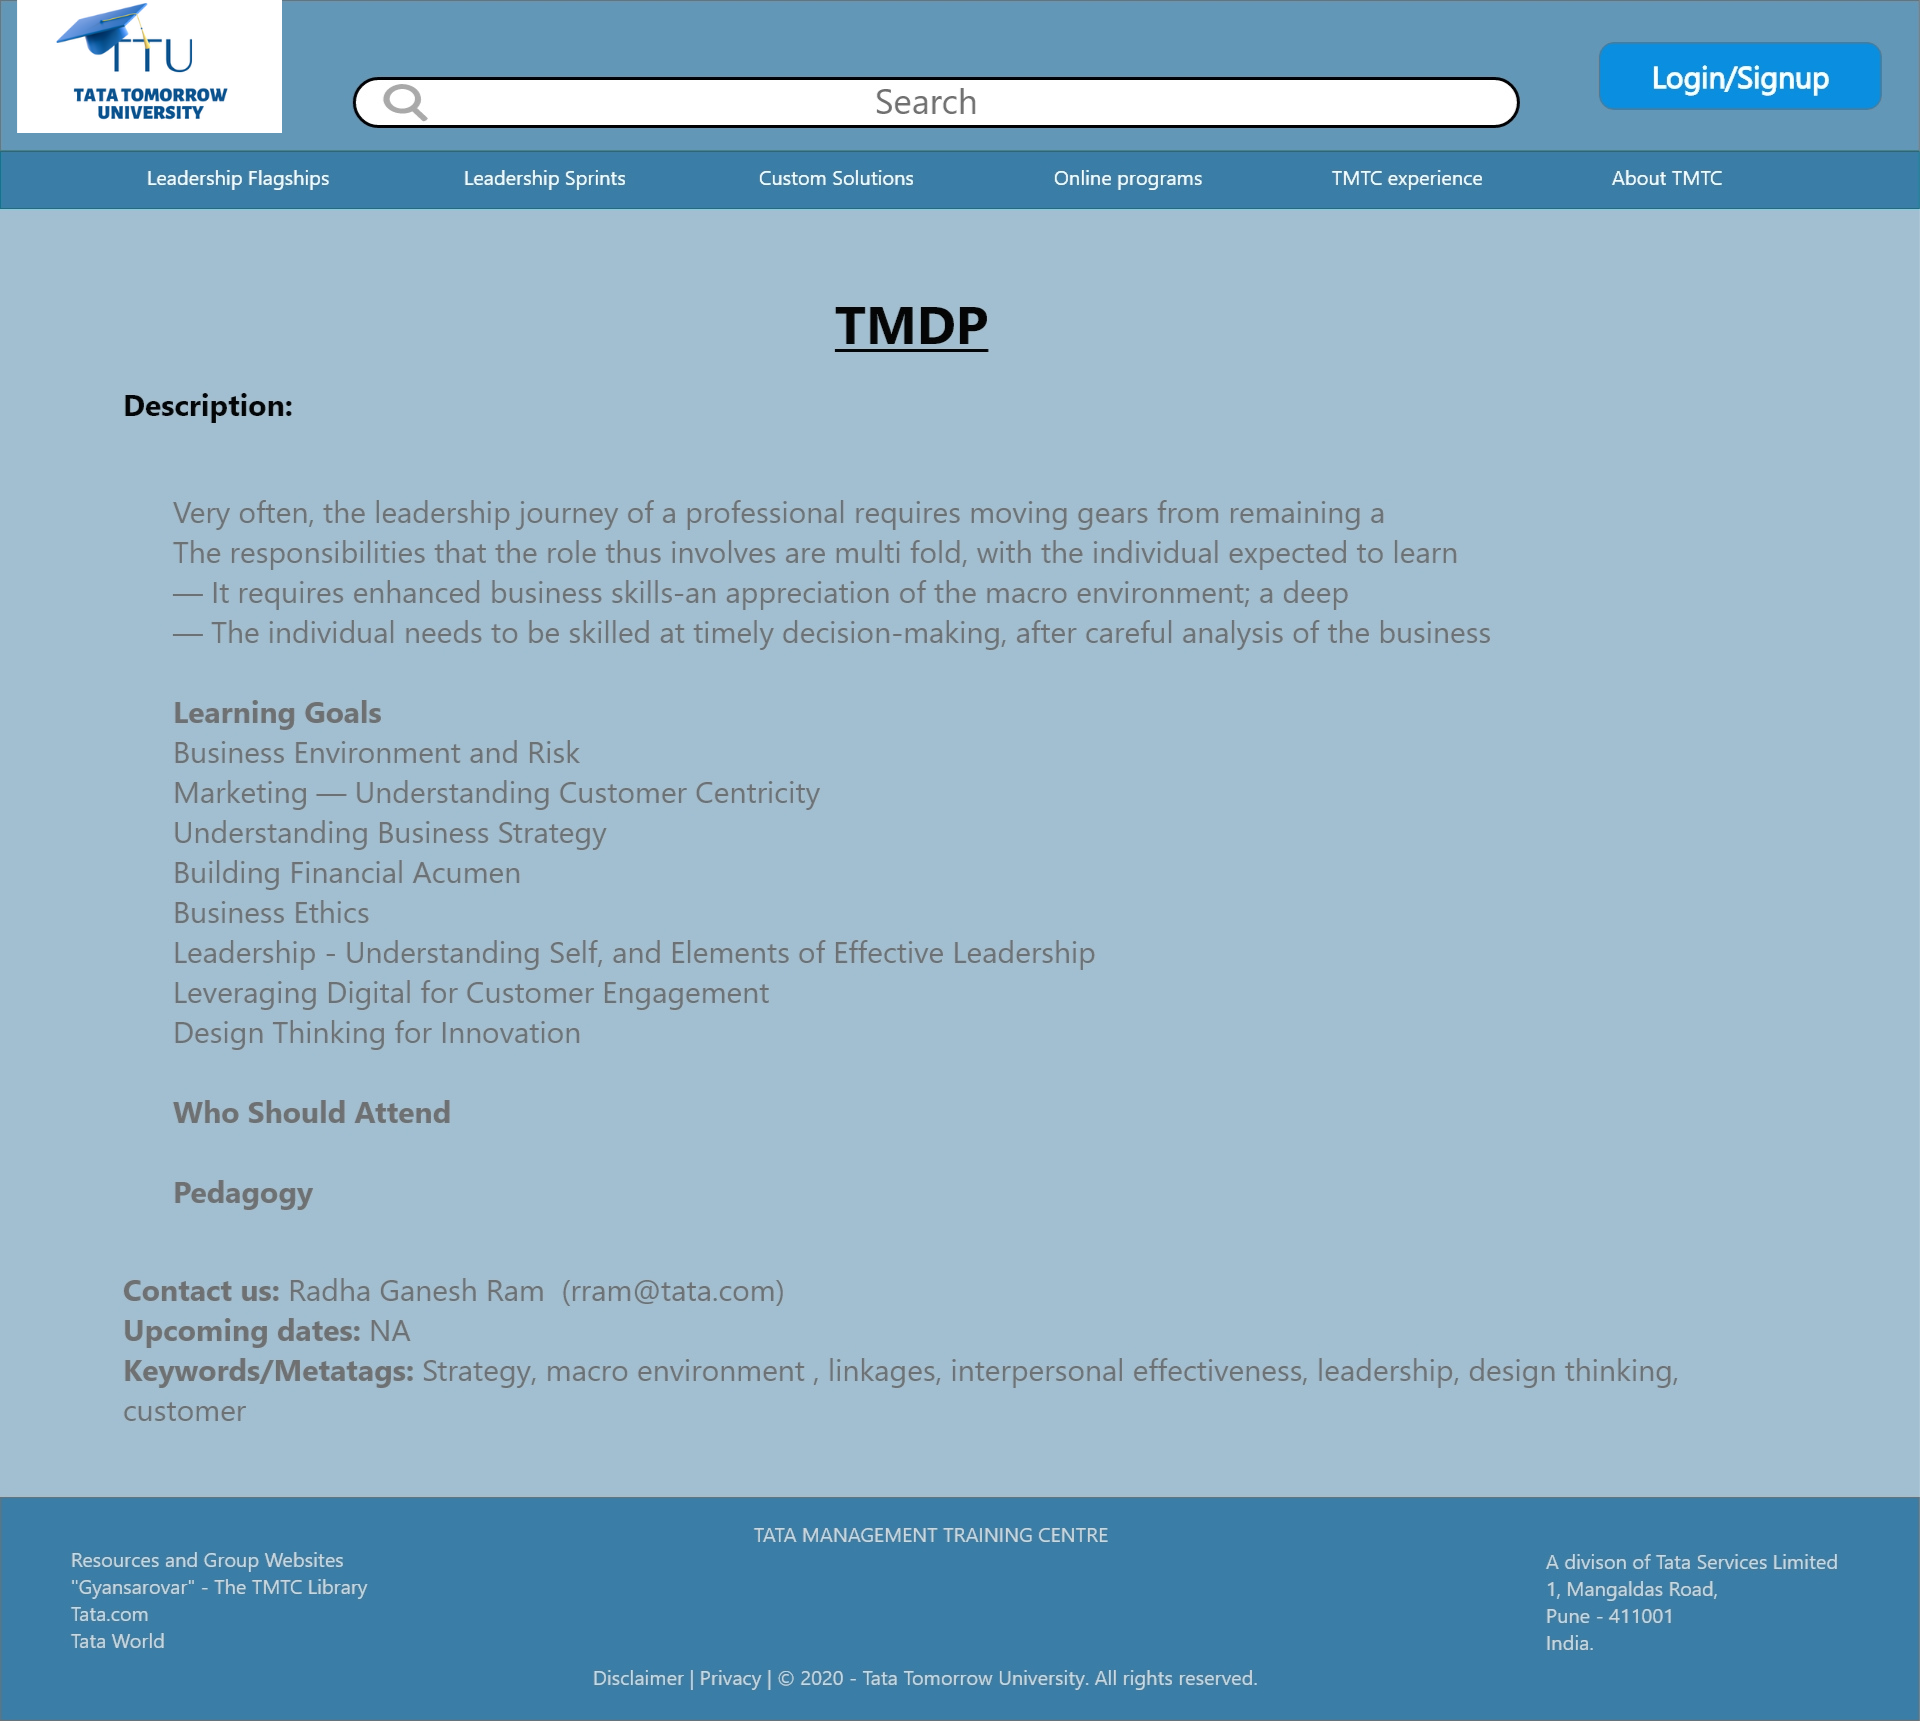 TTU
TATA TOMORROW
UNIVERSITY
Search
Login/Signup
Leadership Flagships
Leadership Sprints
Custom Solutions
Online programs
TMTC experience
About TMTC
TMDP
Description:
Very often, the leadership journey of a professional requires moving gears from remaining a
The responsibilities that the role thus involves are multi fold, with the individual expected to learn
— It requires enhanced business skills-an appreciation of the macro environment; a deep
— The individual needs to be skilled at timely decision-making, after careful analysis of the business
Learning Goals
Business Environment and Risk
Marketing — Understanding Customer Centricity
Understanding Business Strategy
Building Financial Acumen
Business Ethics
Leadership - Understanding Self, and Elements of Effective Leadership
Leveraging Digital for Customer Engagement
Design Thinking for Innovation
Who Should Attend
Pedagogy
Contact us: Radha Ganesh Ram (rram@tata.com)
Upcoming dates: NA
Keywords/Metatags: Strategy, macro environment , linkages, interpersonal effectiveness, leadership, design thinking,
customer
TATA MANAGEMENT TRAINING CENTRE
Resources and Group Websites
"Gyansarovar" - The TMTC Library
Tata.com
Tata World
A divison of Tata Services Limited
1, Mangaldas Road,
Pune - 411001
India.
Disclaimer | Privacy | © 2020 - Tata Tomorrow University. All rights reserved.